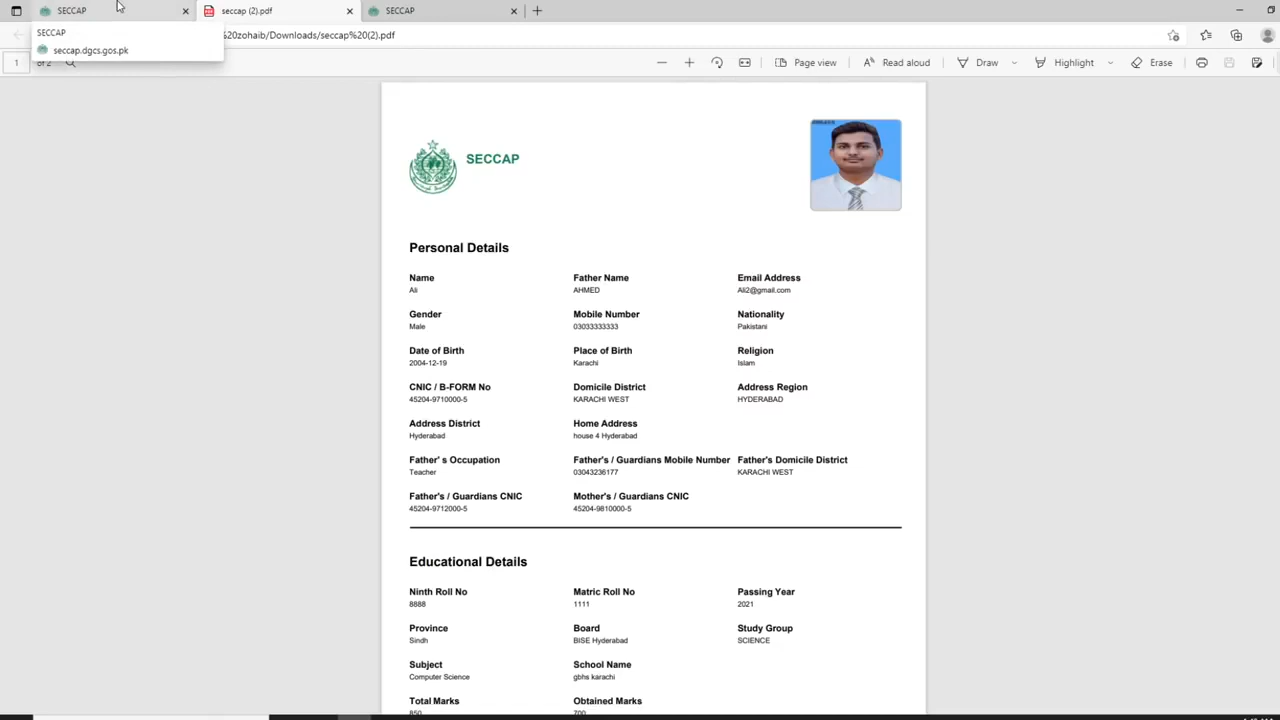 SECCAP
seccap (2).pdf
SECCAP
SECCAP
seccap.dgcs.gos.pk
%20zohaib/Downloads/seccap%20(2).pdf
1
of 2
Page view
Read aloud
Draw
Highlight
Erase
SECCAP
Personal Details
Name
Father Name
Email Address
Ali
AHMED
Ali2@gmail.com
Gender
Mobile Number
Nationality
Male
03033333333
Pakistani
Date of Birth
Place of Birth
Religion
2004-12-19
Karachi
Islam
CNIC / B-FORM No
Domicile District
Address Region
45204-9710000-5
KARACHI WEST
HYDERABAD
Address District
Home Address
Hyderabad
house 4 Hyderabad
Father' s Occupation
Father's / Guardians Mobile Number
Father's Domicile District
Teacher
03043236177
KARACHI WEST
Father's / Guardians CNIC
Mother's / Guardians CNIC
45204-9712000-5
45204-9810000-5
Educational Details
Ninth Roll No
Matric Roll No
Passing Year
8888
1111
2021
Province
Board
Study Group
Sindh
BISE Hyderabad
SCIENCE
Subject
School Name
Computer Science
gbhs karachi
Total Marks
Obtained Marks
850
700